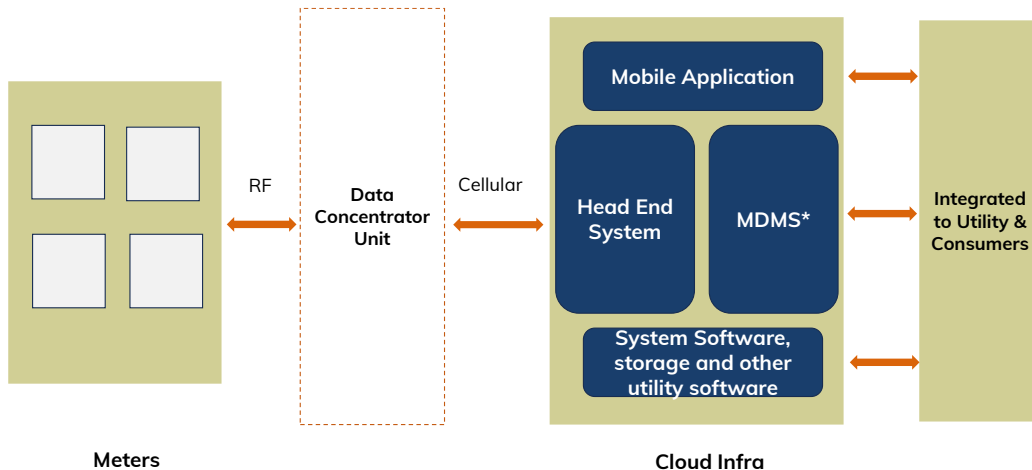 Mobile Application
RF
Data
Concentrator
Unit
Cellular
Head End
System
MDMS*
Integrated
to Utility &
Consumers
System Software,
storage and other
utility software
Meters
Cloud Infra